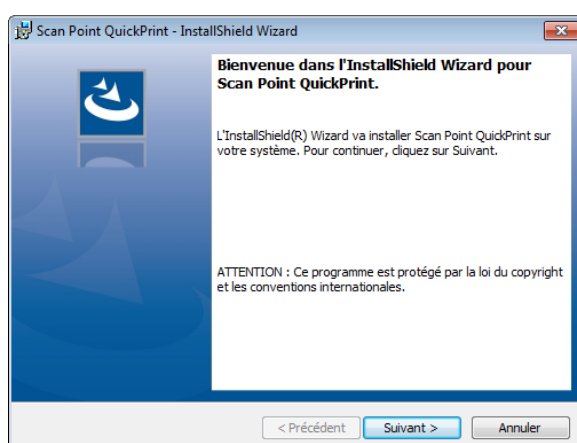 Scan Point QuickPrint - InstallShield Wizard
Bienvenue dans l'InstallShield Wizard pour
Scan Point QuickPrint.
L'InstallShield(R) Wizard va installer Scan Point QuickPrint sur
votre système. Pour continuer, cliquez sur Suivant.
ATTENTION : Ce programme est protégé par la loi du copyright
et les conventions internationales.
< Précédent Suivant > Annuler